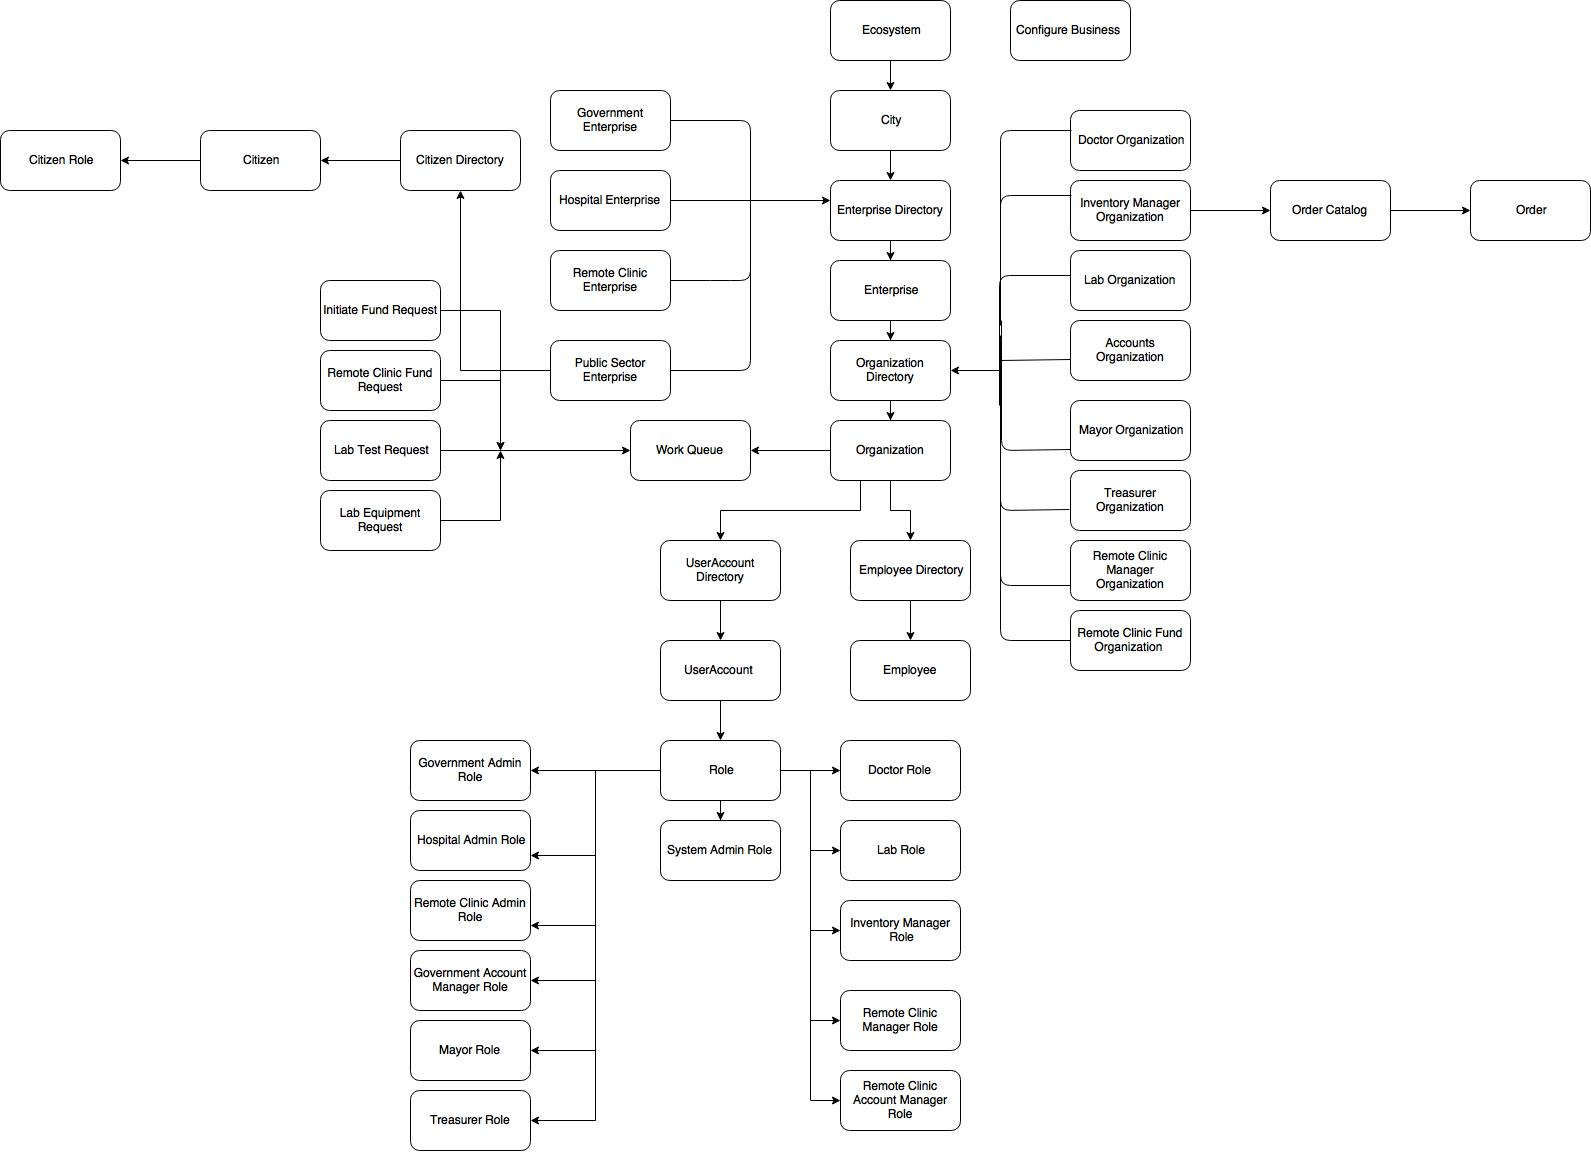 Ecosystem
Configure Business
Government
Enterprise
City
Doctor Organization
Citizen Role
Citizen
Citizen Directory
Hospital Enterprise
Enterprise Directory
Inventory Manager
Organization
Order Catalog
Order
Remote Clinic
Enterprise
Enterprise
Lab Organization
Initiate Fund Request
Accounts
Organization
Remote Clinic Fund
Request
Public Sector
Enterprise
Organization
Directory
Lab Test Request
Work Queue
Organization
Mayor Organization
Lab Equipment
Request
Treasurer
Organization
UserAccount
Directory
Employee Directory
Remote Clinic
Manager
Organization
Remote Clinic Fund
Organization
UserAccount
Employee
Government Admin
Role
Role
Doctor Role
Hospital Admin Role
System Admin Role
Lab Role
Remote Clinic Admin
Role
Inventory Manager
Role
Government Account
Manager Role
Remote Clinic
Manager Role
Mayor Role
Remote Clinic
Account Manager
Role
Treasurer Role